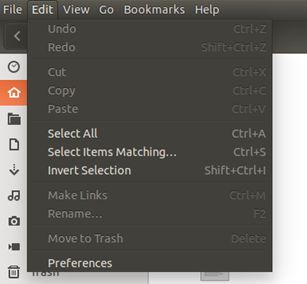 File Edit View Go Bookmarks Help
Undo Ctrl+Z
Redo Shift+Ctrl+Z
Cut Ctrl+X
Copy Ctrl+C
Paste Ctrl+V
Select All Ctrl+A
Select Items Matching... Ctrl+S
Invert Selection Shift+Ctrl+I
Make Links Ctrl+M
Rename... F2
Move to Trash Delete
Preferences
Trash